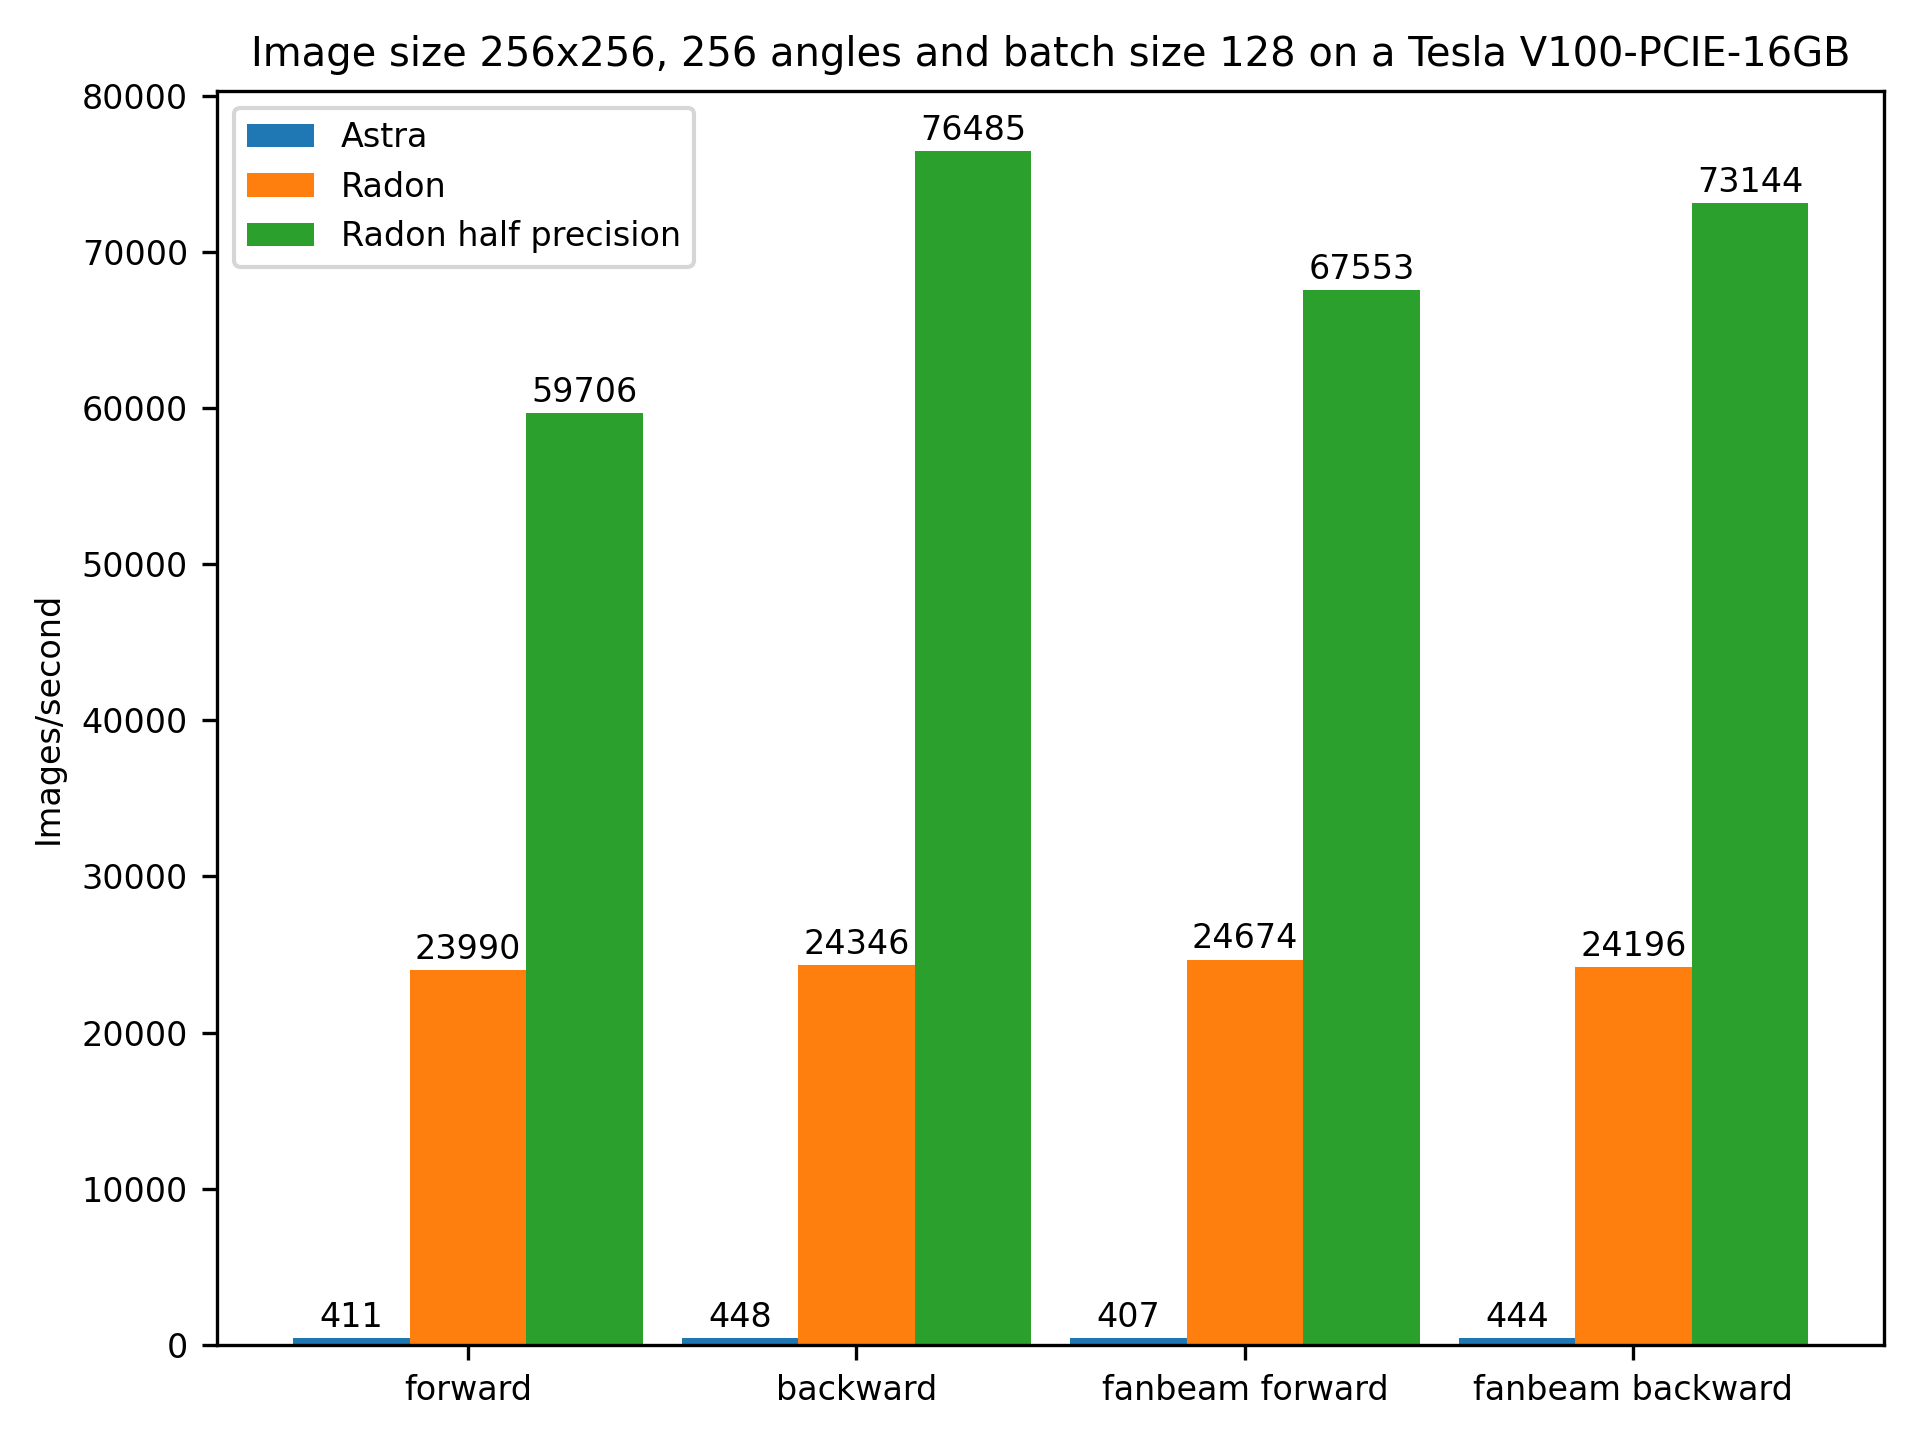 Image size 256x256, 256 angles and batch size 128 on a Tesla V100-PCIE-16GB
Astra
Radon
Radon half precision
Images/second
80000
70000
60000
50000
40000
30000
20000
10000
0
411
23990
59706
448
24346
76485
407
24674
67553
444
24196
73144
forward
backward
fanbeam forward
fanbeam backward